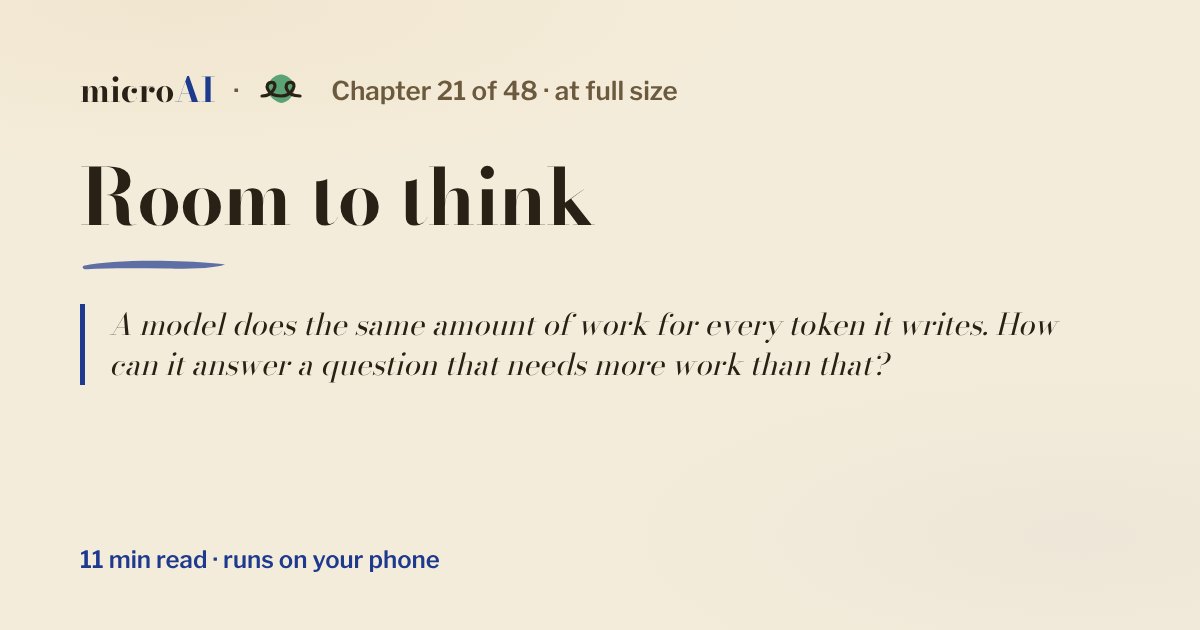 microAI · Chapter 21 of 48 · at full size
Room to think
A model does the same amount of work for every token it writes. How
can it answer a question that needs more work than that?
11 min read · runs on your phone